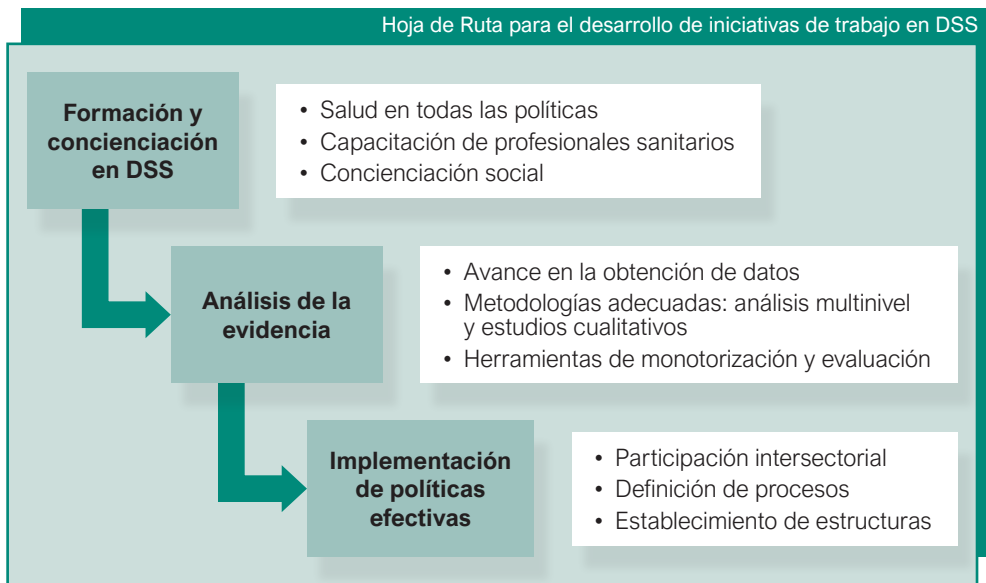 Hoja de Ruta para el desarrollo de iniciativas de trabajo en DSS
Formación y
concienciación
en DSS
• Salud en todas las políticas
• Capacitación de profesionales sanitarios
• Concienciación social
Análisis de la
evidencia
• Avance en la obtención de datos
• Metodologías adecuadas: análisis multinivel
y estudios cualitativos
• Herramientas de monotorización y evaluación
Implementación
de políticas
efectivas
• Participación intersectorial
• Definición de procesos
• Establecimiento de estructuras